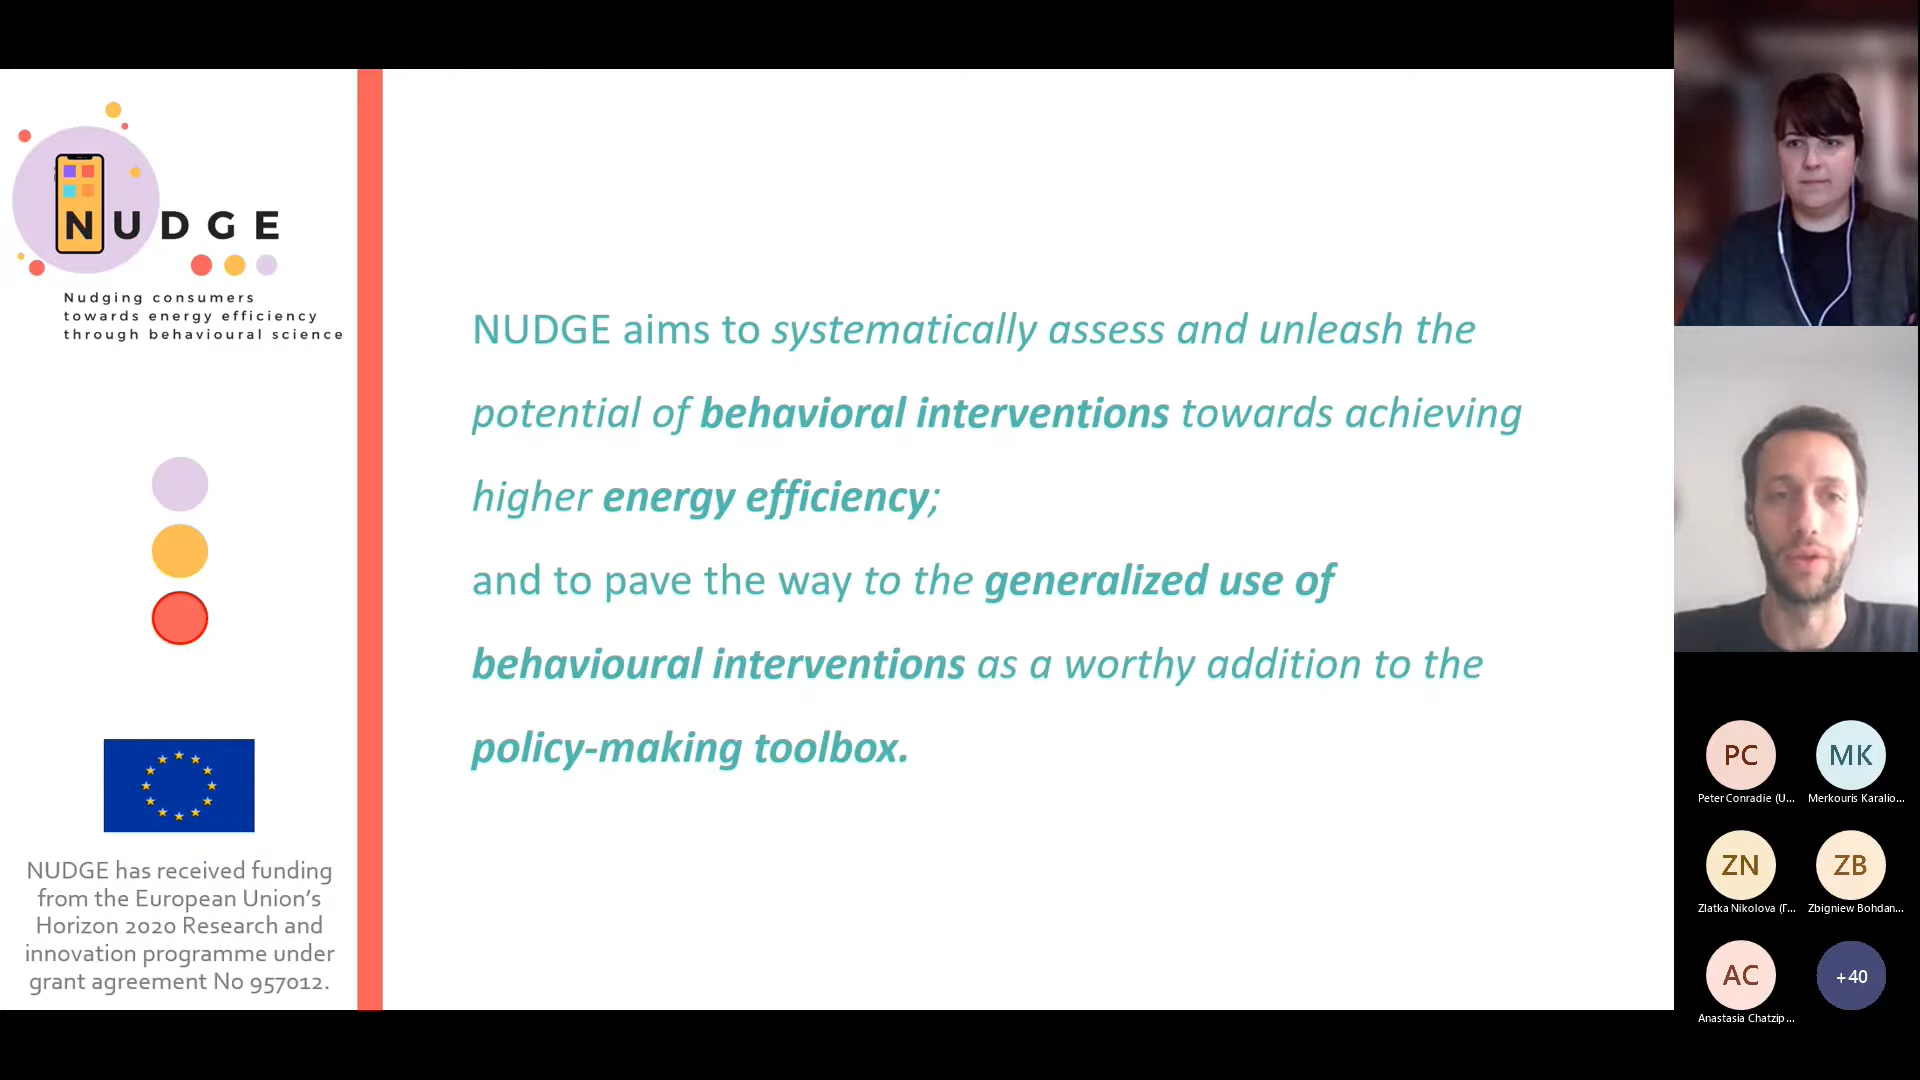 NUDGE
Nudging consumers
towards energy efficiency
through behavioural science
NUDGE has received funding
from the European Union’s
Horizon 2020 Research and
innovation programme under
grant agreement No 957012.
NUDGE aims to systematically assess and unleash the
potential of behavioral interventions towards achieving
higher energy efficiency;
and to pave the way to the generalized use of
behavioural interventions as a worthy addition to the
policy-making toolbox.
PC
MK
Peter Conradie (U...
Merkouris Karalio...
ZN
ZB
Zlatka Nikolova (Г...
Zbigniew Bohdan...
AC
+40
Anastasia Chatzip...